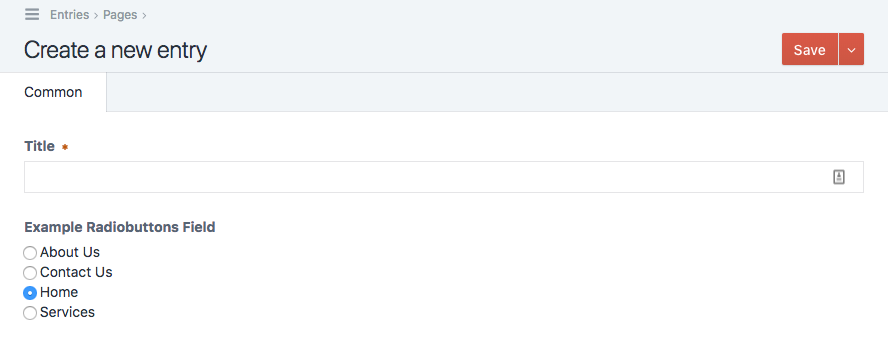 Entries › Pages ›
Create a new entry
Save
Common
Title *
Example Radiobuttons Field
About Us
Contact Us
Home
Services